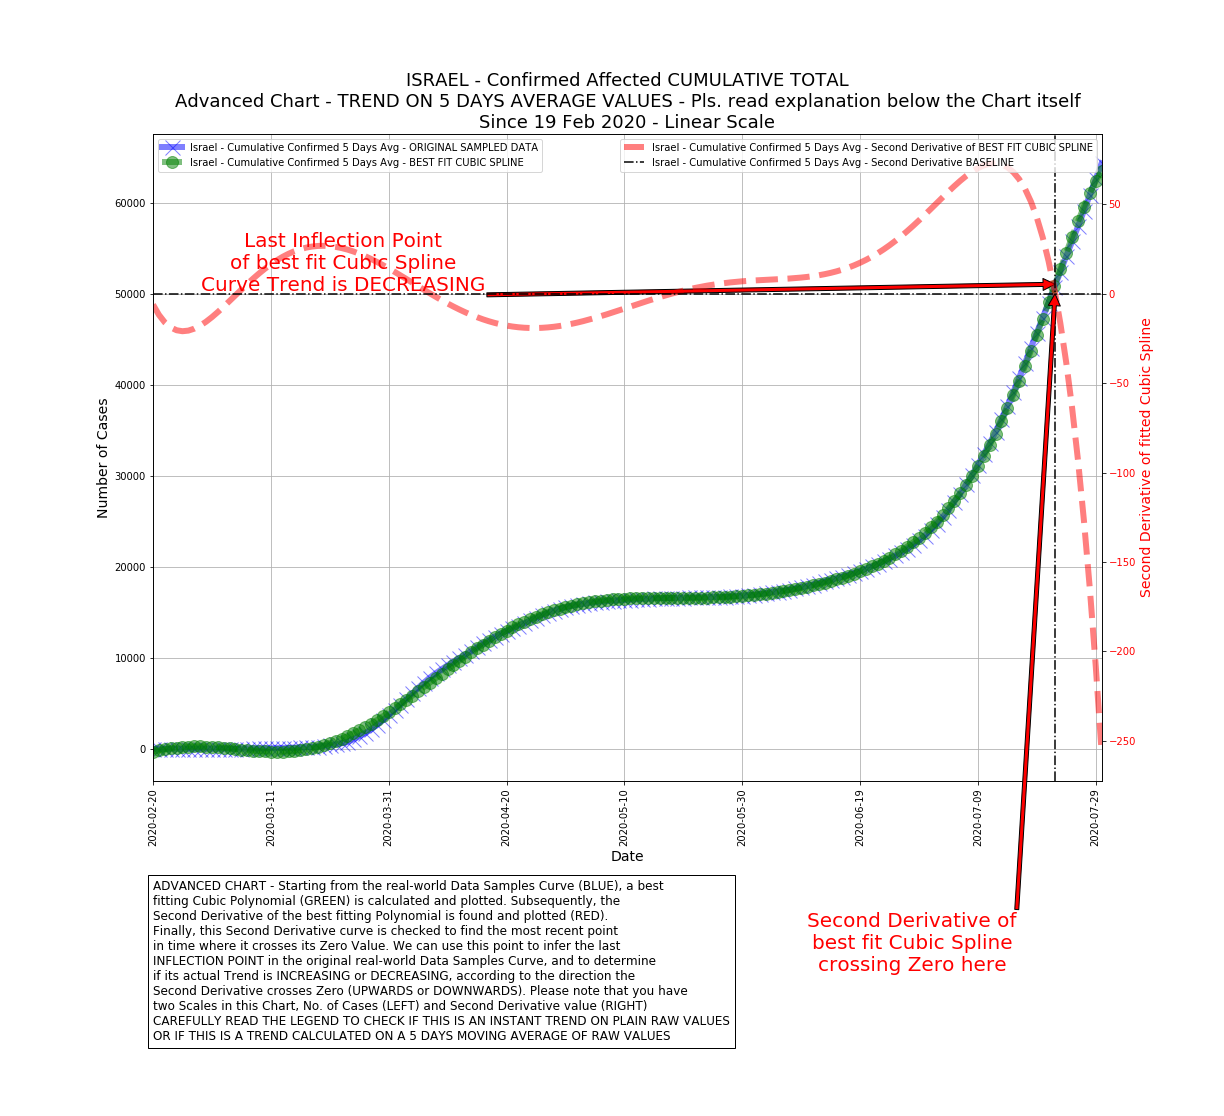 ISRAEL - Confirmed Affected CUMULATIVE TOTAL
Advanced Chart - TREND ON 5 DAYS AVERAGE VALUES - Pls. read explanation below the Chart itself
Since 19 Feb 2020 - Linear Scale
Israel - Cumulative Confirmed 5 Days Avg - ORIGINAL SAMPLED DATA
Israel - Cumulative Confirmed 5 Days Avg - BEST FIT CUBIC SPLINE
Israel - Cumulative Confirmed 5 Days Avg - Second Derivative of BEST FIT CUBIC SPLINE
Israel - Cumulative Confirmed 5 Days Avg - Second Derivative BASELINE
Last Inflection Point
of best fit Cubic Spline
Curve Trend is DECREASING
Number of Cases
60000
50000
40000
30000
20000
10000
0
50
0
−50
−100
−150
−200
−250
Second Derivative of fitted Cubic Spline
2020-02-20
2020-03-11
2020-03-31
2020-04-20
2020-05-10
2020-05-30
2020-06-19
2020-07-09
2020-07-29
Date
ADVANCED CHART - Starting from the real-world Data Samples Curve (BLUE), a best
fitting Cubic Polynomial (GREEN) is calculated and plotted. Subsequently, the
Second Derivative of the best fitting Polynomial is found and plotted (RED).
Finally, this Second Derivative curve is checked to find the most recent point
in time where it crosses its Zero Value. We can use this point to infer the last
INFLECTION POINT in the original real-world Data Samples Curve, and to determine
if its actual Trend is INCREASING or DECREASING, according to the direction the
Second Derivative crosses Zero (UPWARDS or DOWNWARDS). Please note that you have
two Scales in this Chart, No. of Cases (LEFT) and Second Derivative value (RIGHT)
CAREFULLY READ THE LEGEND TO CHECK IF THIS IS AN INSTANT TREND ON PLAIN RAW VALUES
OR IF THIS IS A TREND CALCULATED ON A 5 DAYS MOVING AVERAGE OF RAW VALUES
Second Derivative of
best fit Cubic Spline
crossing Zero here